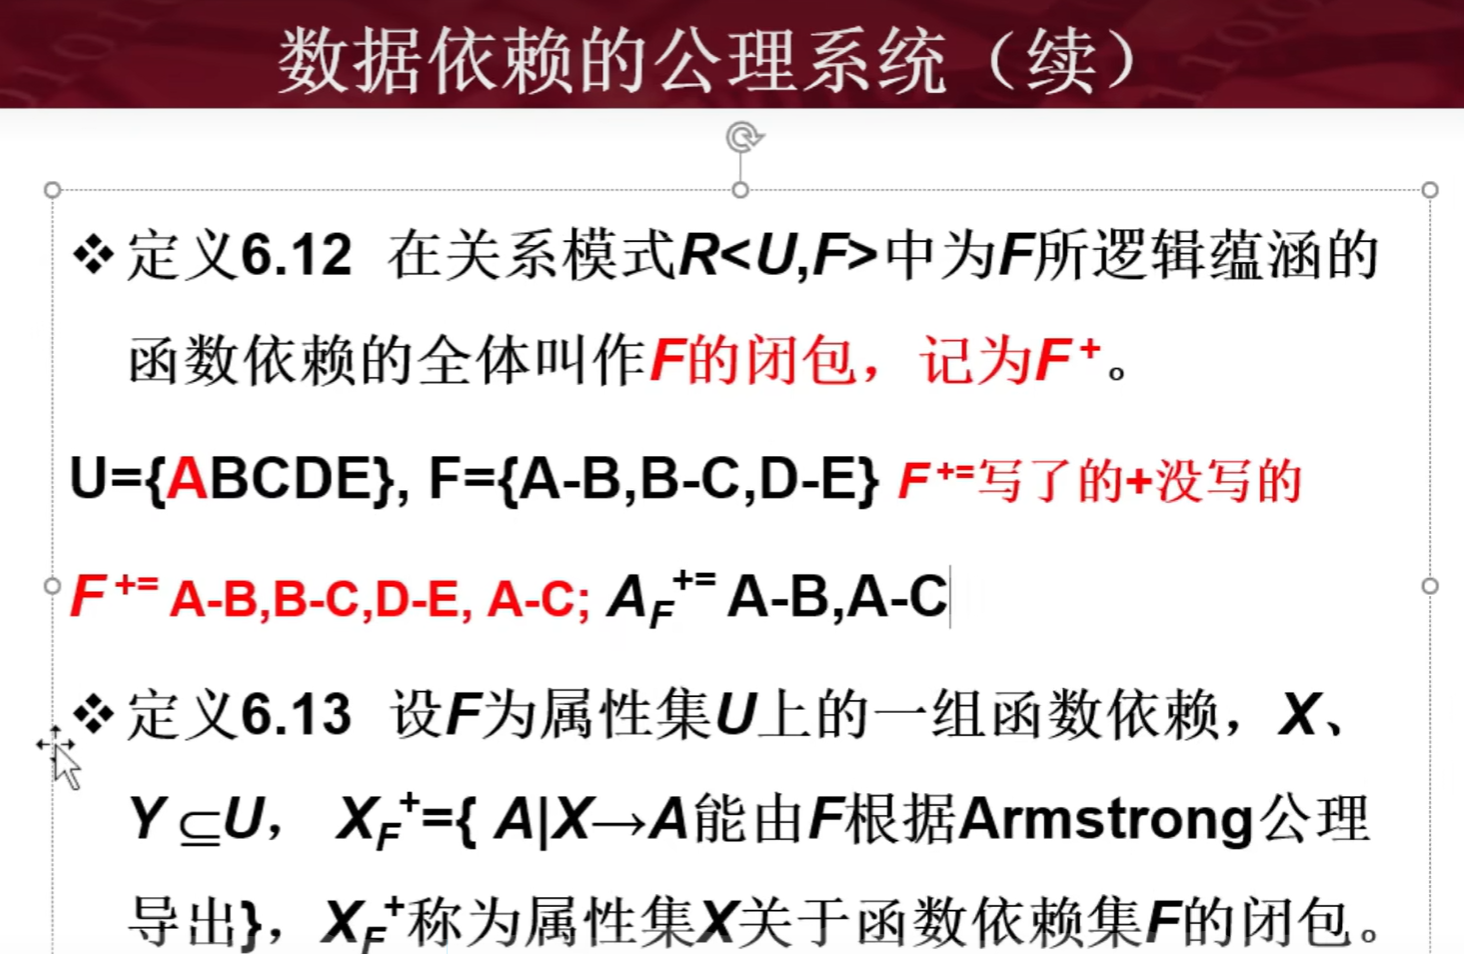 数据依赖的公理系统（续）
❖定义6.12 在关系模式R<U,F>中为F所逻辑蕴涵的
函数依赖的全体叫作F的闭包，记为F⁺。
U={ABCDE}, F={A-B,B-C,D-E} F⁺=写了的+没写的
F⁺= A-B,B-C,D-E, A-C; A_F⁺= A-B,A-C
❖定义6.13 设F为属性集U上的一组函数依赖，X、
Y ⊆U， X_F⁺={ A|X→A能由F根据Armstrong公理
导出}，X_F⁺称为属性集X关于函数依赖集F的闭包。